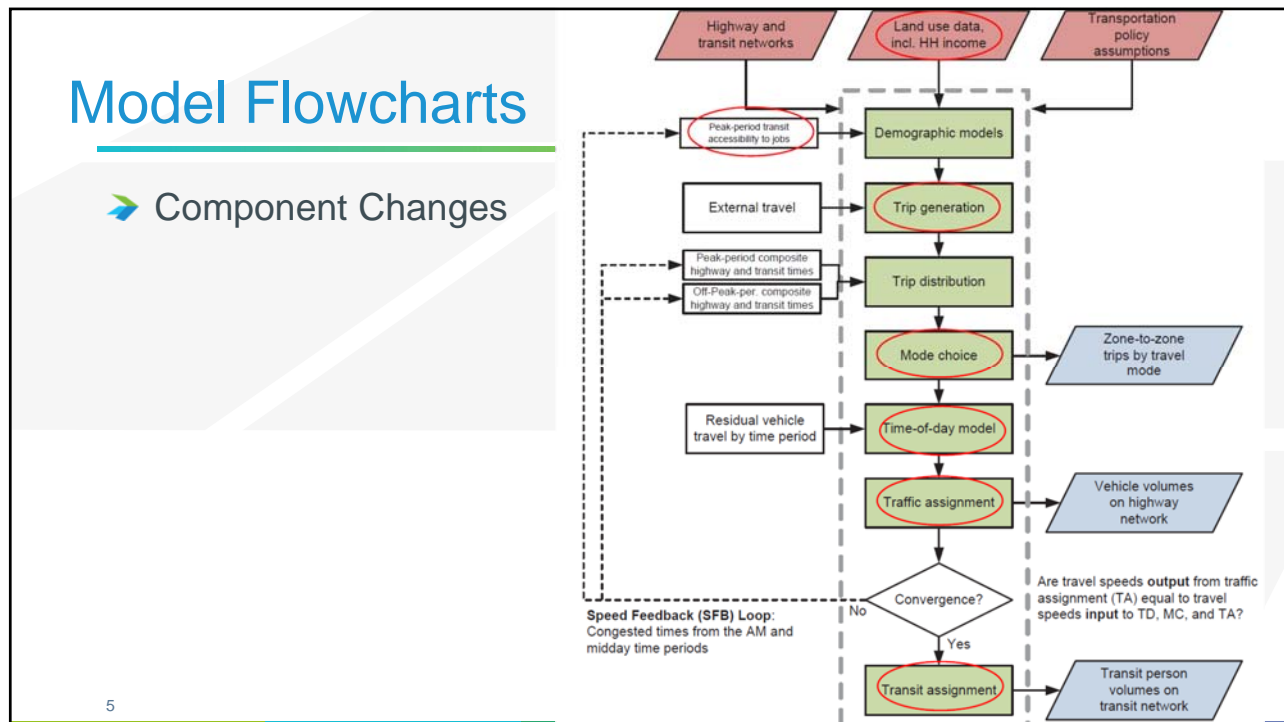 Model Flowcharts
Component Changes
Highway and
transit networks
Land use data,
incl. HH income
Transportation
policy
assumptions
Peak-period transit
accessibility to jobs
Demographic models
External travel
Trip generation
Peak-period composite
highway and transit times
Off-Peak-per. composite
highway and transit times
Trip distribution
Mode choice
Zone-to-zone
trips by travel
mode
Residual vehicle
travel by time period
Time-of-day model
Traffic assignment
Vehicle volumes
on highway
network
Convergence?
No
Yes
Are travel speeds output from traffic
assignment (TA) equal to travel
speeds input to TD, MC, and TA?
Speed Feedback (SFB) Loop:
Congested times from the AM and
midday time periods
Transit assignment
Transit person
volumes on
transit network
5